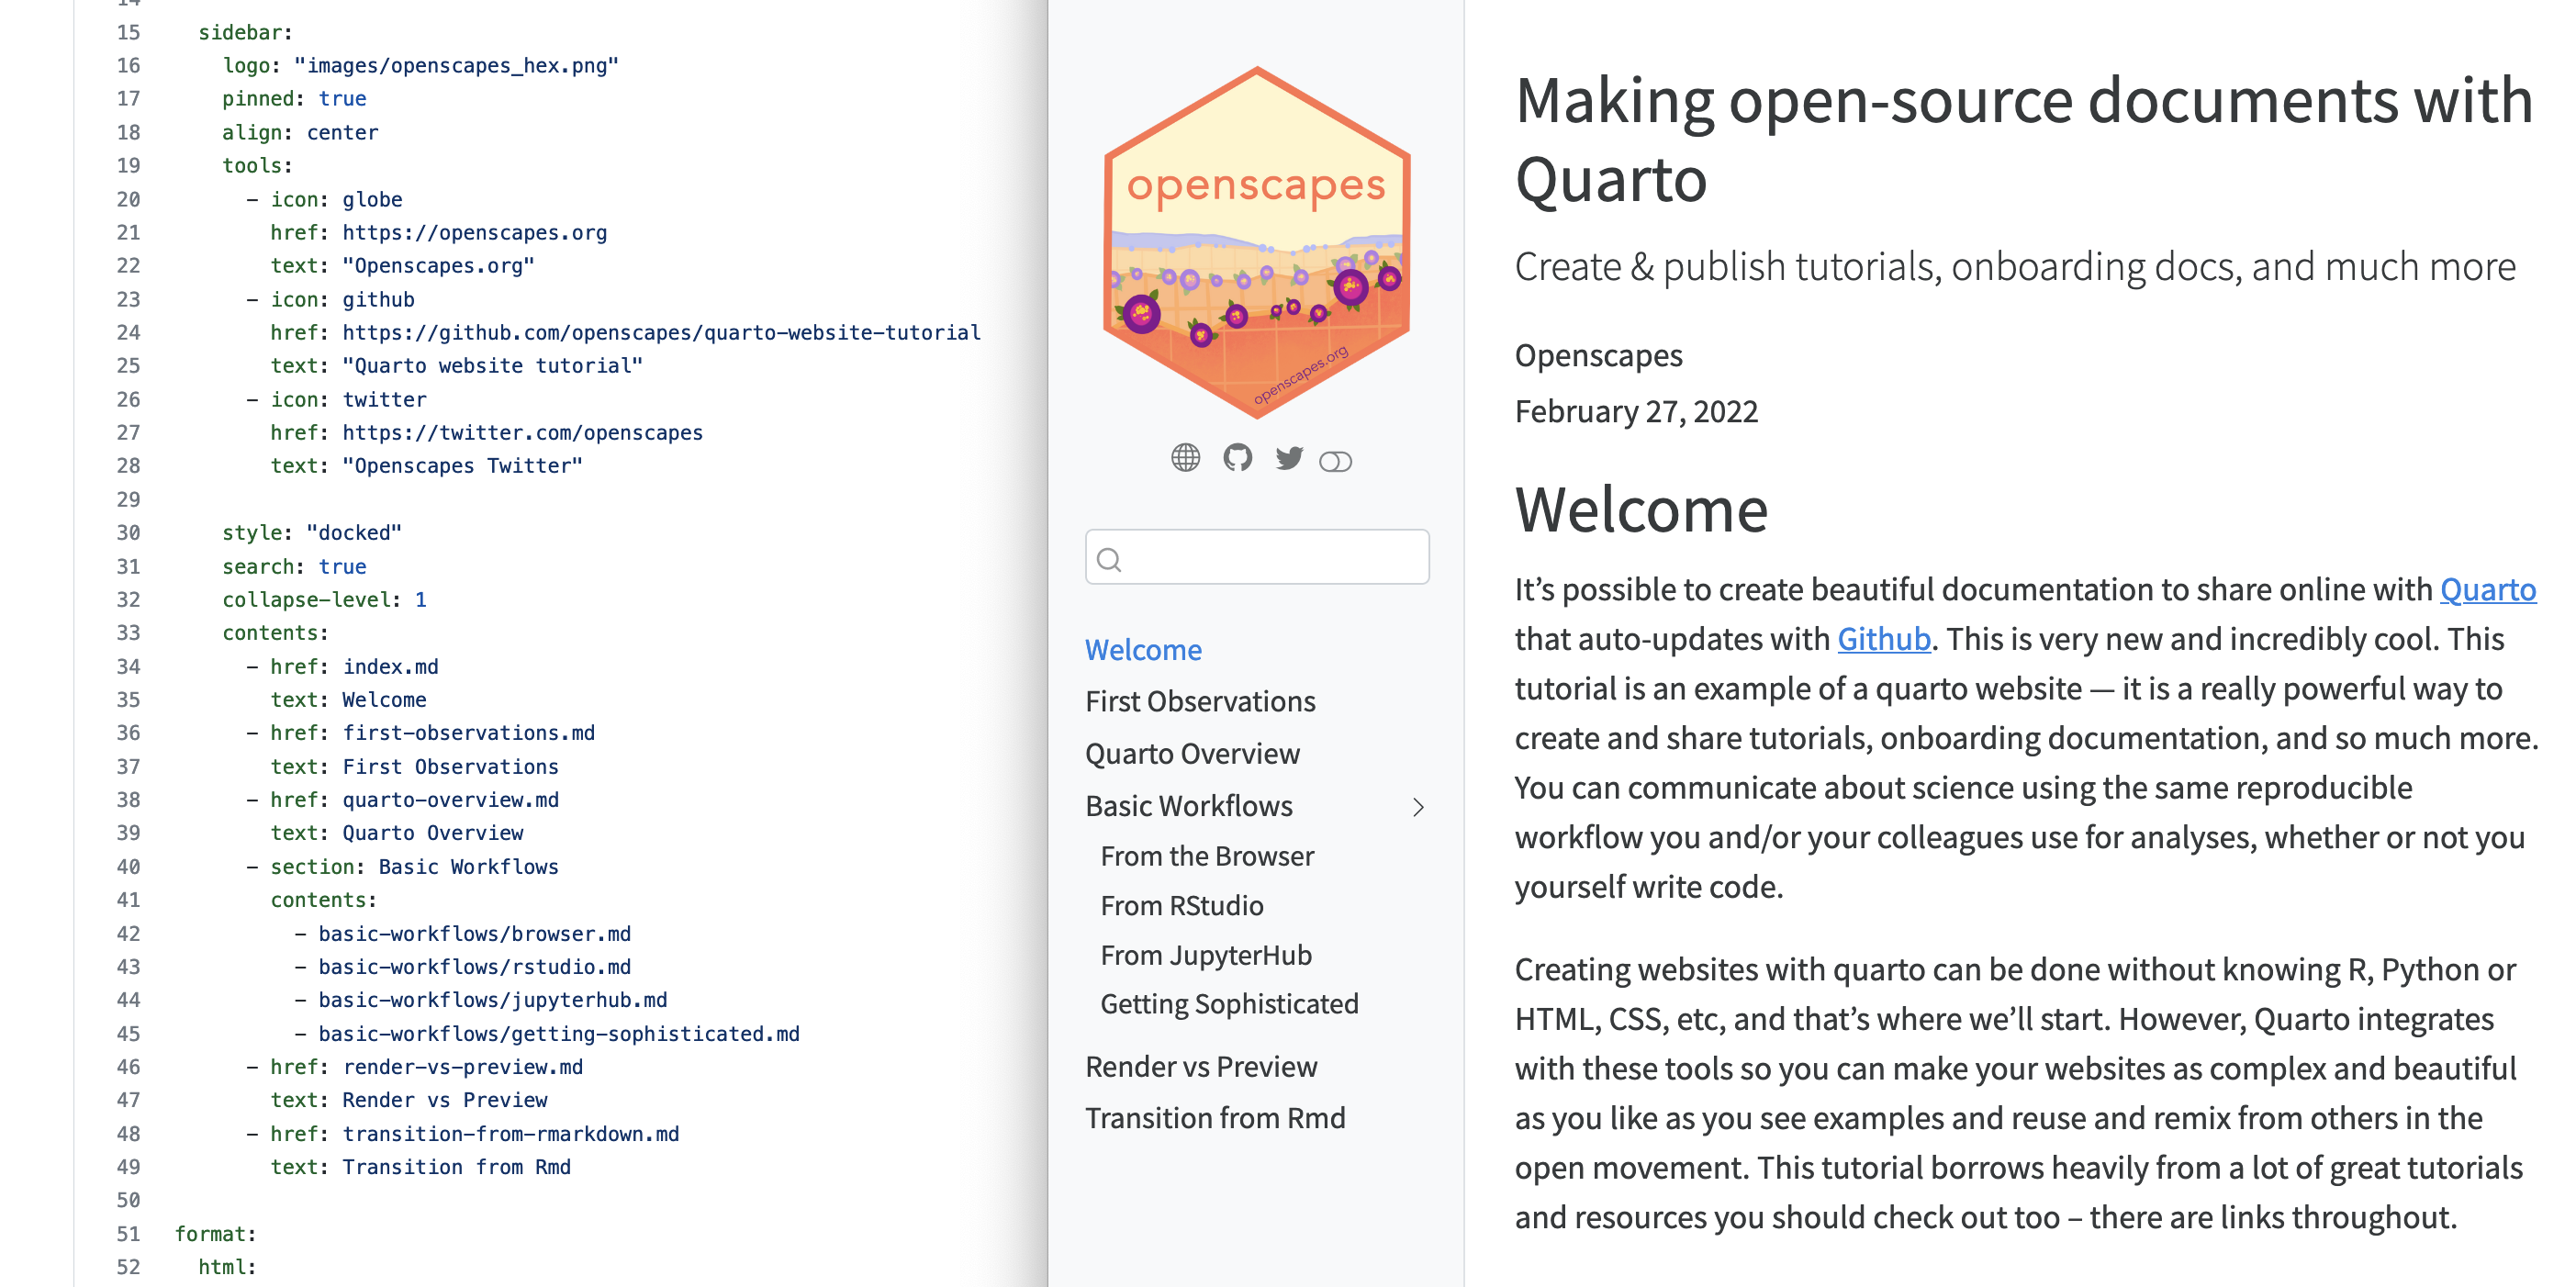 14
15 sidebar:
16 logo: "images/openscapes_hex.png"
17 pinned: true
18 align: center
19 tools:
20 - icon: globe
21 href: https://openscapes.org
22 text: "Openscapes.org"
23 - icon: github
24 href: https://github.com/openscapes/quarto-website-tutorial
25 text: "Quarto website tutorial"
26 - icon: twitter
27 href: https://twitter.com/openscapes
28 text: "Openscapes Twitter"
29
30 style: "docked"
31 search: true
32 collapse-level: 1
33 contents:
34 - href: index.md
35 text: Welcome
36 - href: first-observations.md
37 text: First Observations
38 - href: quarto-overview.md
39 text: Quarto Overview
40 - section: Basic Workflows
41 contents:
42 - basic-workflows/browser.md
43 - basic-workflows/rstudio.md
44 - basic-workflows/jupyterhub.md
45 - basic-workflows/getting-sophisticated.md
46 - href: render-vs-preview.md
47 text: Render vs Preview
48 - href: transition-from-rmarkdown.md
49 text: Transition from Rmd
50
51 format:
52 html:
openscapes
openscapes.org
Welcome
First Observations
Quarto Overview
Basic Workflows
From the Browser
From RStudio
From JupyterHub
Getting Sophisticated
Render vs Preview
Transition from Rmd
Making open-source documents with
Quarto
Create & publish tutorials, onboarding docs, and much more
Openscapes
February 27, 2022
Welcome
It’s possible to create beautiful documentation to share online with Quarto
that auto-updates with Github. This is very new and incredibly cool. This
tutorial is an example of a quarto website — it is a really powerful way to
create and share tutorials, onboarding documentation, and so much more.
You can communicate about science using the same reproducible
workflow you and/or your colleagues use for analyses, whether or not you
yourself write code.
Creating websites with quarto can be done without knowing R, Python or
HTML, CSS, etc, and that’s where we’ll start. However, Quarto integrates
with these tools so you can make your websites as complex and beautiful
as you like as you see examples and reuse and remix from others in the
open movement. This tutorial borrows heavily from a lot of great tutorials
and resources you should check out too – there are links throughout.